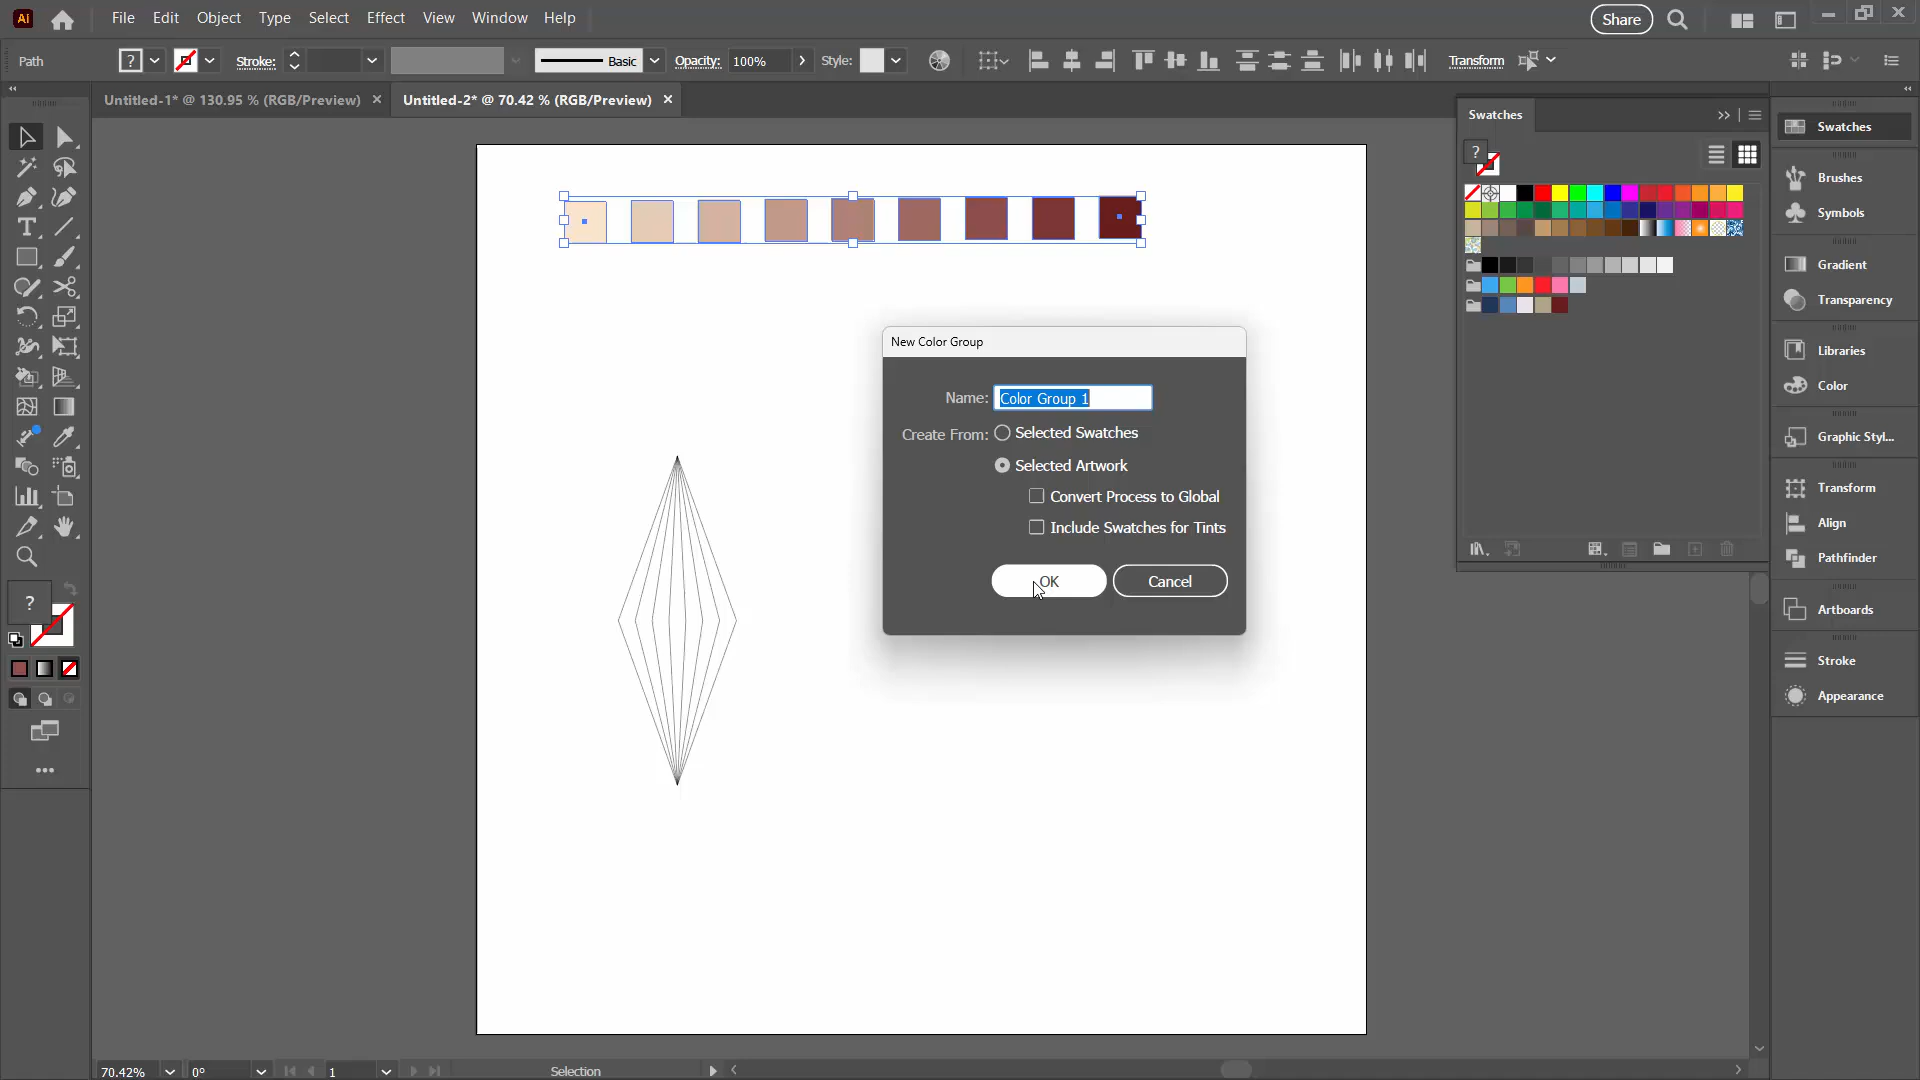 Ai File Edit Object Type Select Effect View Window Help Share
Path ? Stroke: Basic Opacity: 100% Style: Transform
Untitled-1* @ 130.95 % (RGB/Preview) × Untitled-2* @ 70.42 % (RGB/Preview) ×
Swatches
?
Swatches
Brushes
Symbols
Gradient
Transparency
Libraries
Color
Graphic Styl...
Transform
Align
Pathfinder
Artboards
Stroke
Appearance
New Color Group
Name: Color Group 1
Create From: Selected Swatches
Selected Artwork
Convert Process to Global
Include Swatches for Tints
OK Cancel
T
?
70.42% 0° 1 Selection